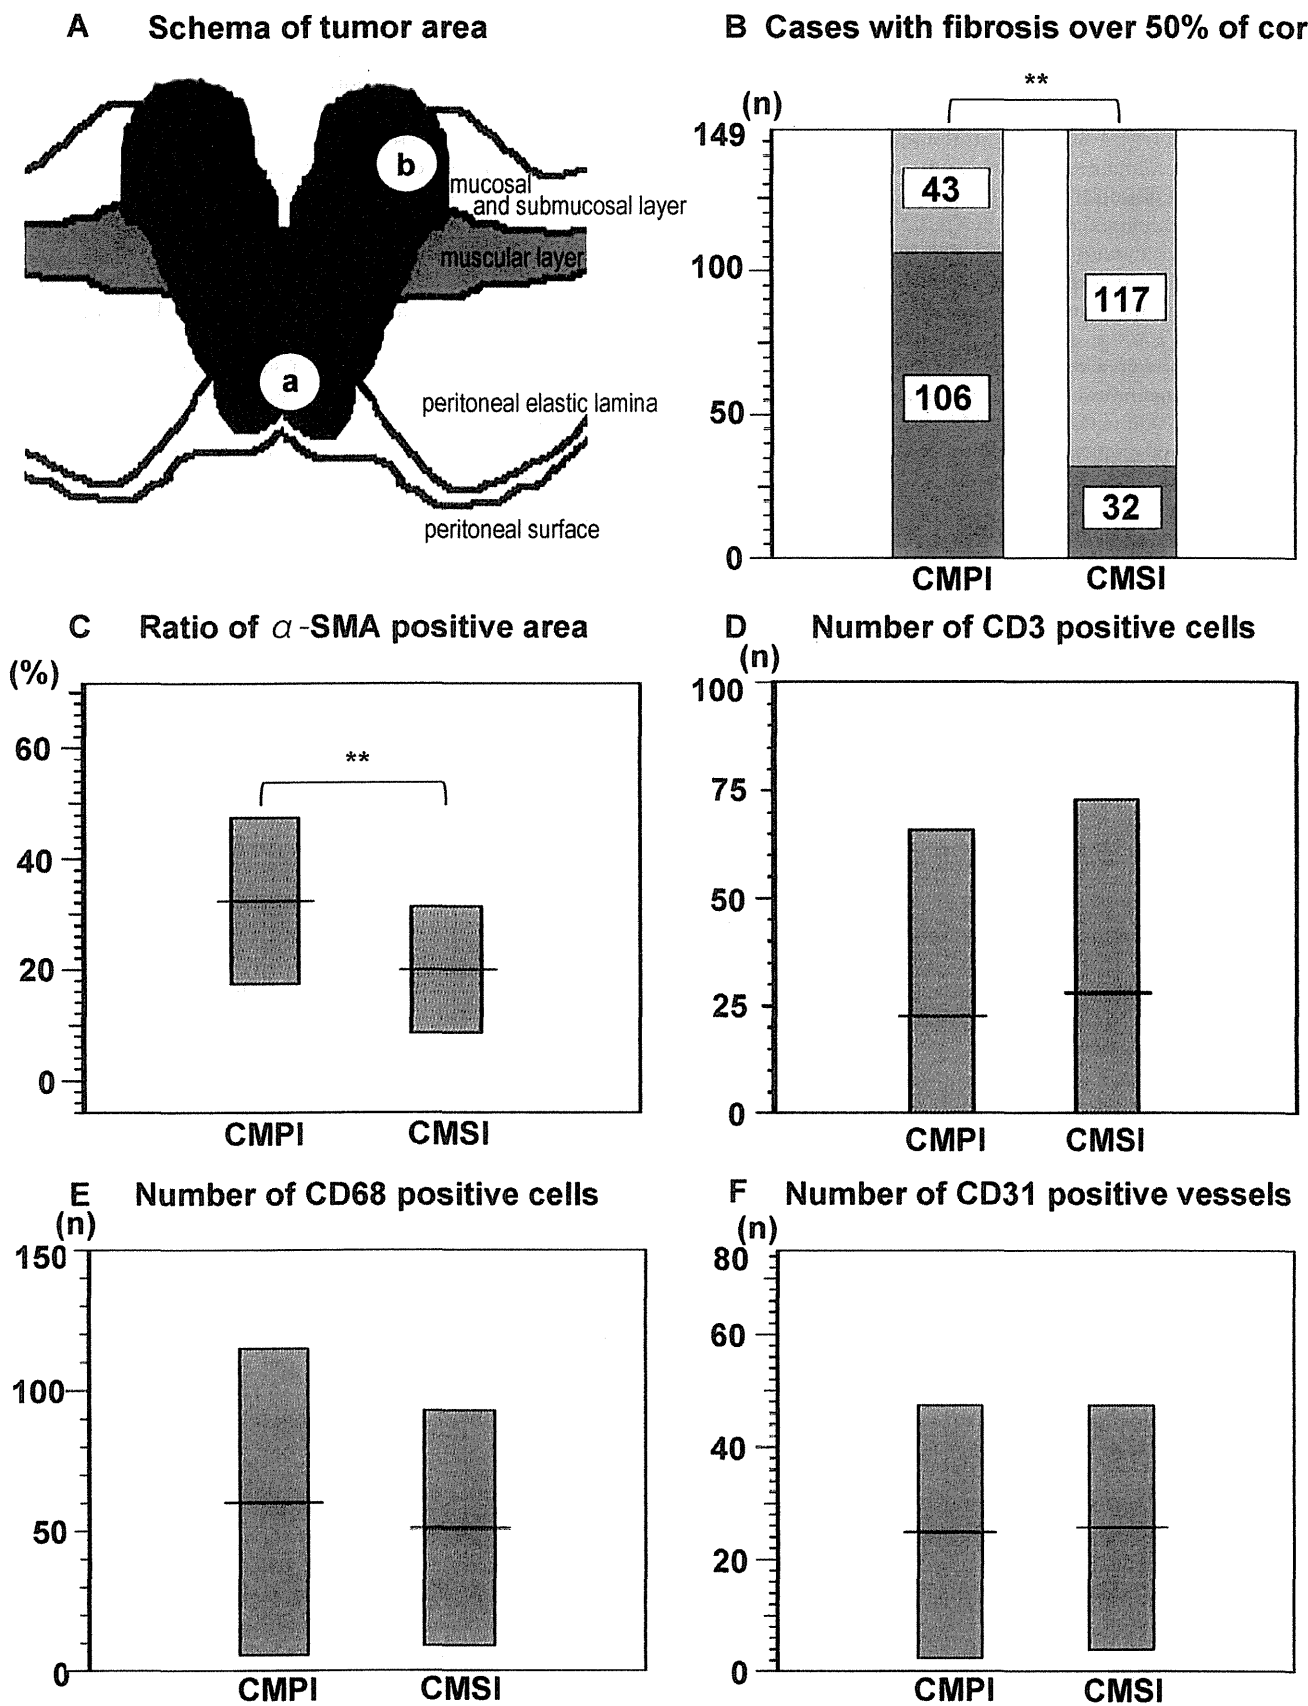 A Schema of tumor area
b
mucosal
and submucosal layer
muscular layer
a
peritoneal elastic lamina
peritoneal surface
B Cases with fibrosis over 50% of cor
(n)
**
149
100
50
0
43
106
117
32
CMPI CMSI
C Ratio of α-SMA positive area
(%)
60
40
20
0
**
CMPI CMSI
D Number of CD3 positive cells
(n)
100
75
50
25
0
CMPI CMSI
E Number of CD68 positive cells
(n)
150
100
50
0
CMPI CMSI
F Number of CD31 positive vessels
(n)
80
60
40
20
0
CMPI CMSI